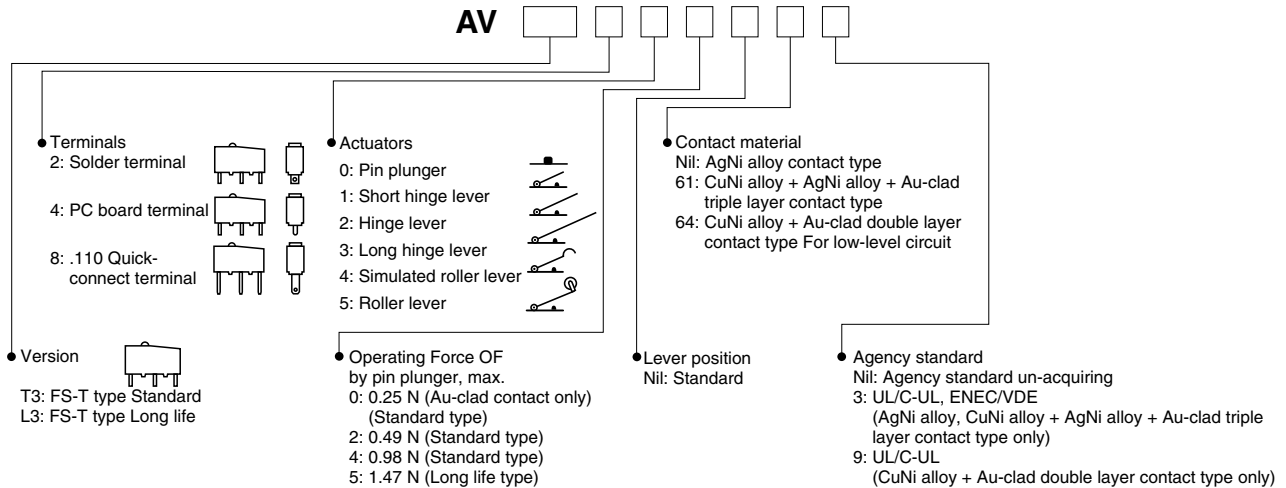 AV
Terminals
2: Solder terminal
4: PC board terminal
8: .110 Quick-
connect terminal
Actuators
0: Pin plunger
1: Short hinge lever
2: Hinge lever
3: Long hinge lever
4: Simulated roller lever
5: Roller lever
Contact material
Nil: AgNi alloy contact type
61: CuNi alloy + AgNi alloy + Au-clad
triple layer contact type
64: CuNi alloy + Au-clad double layer
contact type For low-level circuit
Version
T3: FS-T type Standard
L3: FS-T type Long life
Operating Force OF
by pin plunger, max.
0: 0.25 N (Au-clad contact only)
(Standard type)
2: 0.49 N (Standard type)
4: 0.98 N (Standard type)
5: 1.47 N (Long life type)
Lever position
Nil: Standard
Agency standard
Nil: Agency standard un-acquiring
3: UL/C-UL, ENEC/VDE
(AgNi alloy, CuNi alloy + AgNi alloy + Au-clad triple
layer contact type only)
9: UL/C-UL
(CuNi alloy + Au-clad double layer contact type only)